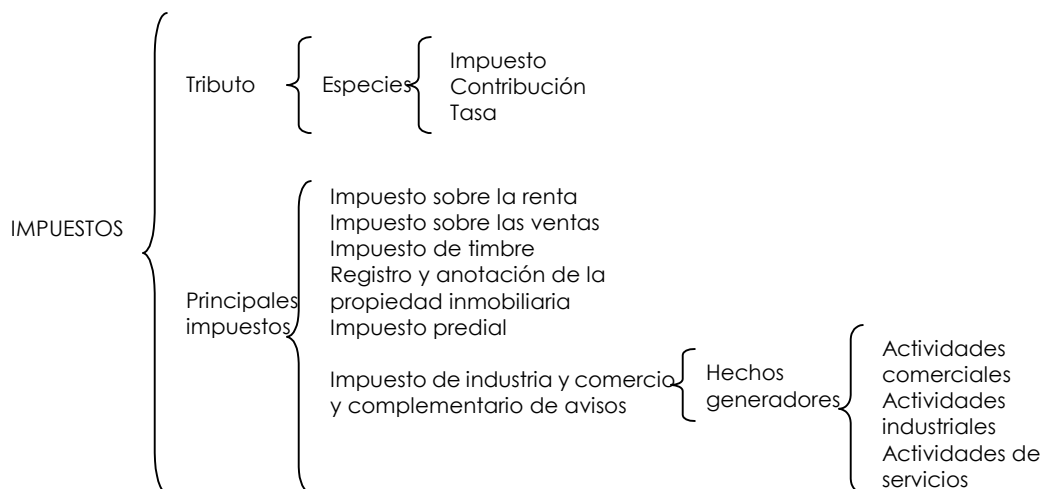 IMPUESTOS
Tributo
Especies
Impuesto
Contribución
Tasa
Principales
impuestos
Impuesto sobre la renta
Impuesto sobre las ventas
Impuesto de timbre
Registro y anotación de la
propiedad inmobiliaria
Impuesto predial
Impuesto de industria y comercio
y complementario de avisos
Hechos
generadores
Actividades
comerciales
Actividades
industriales
Actividades de
servicios